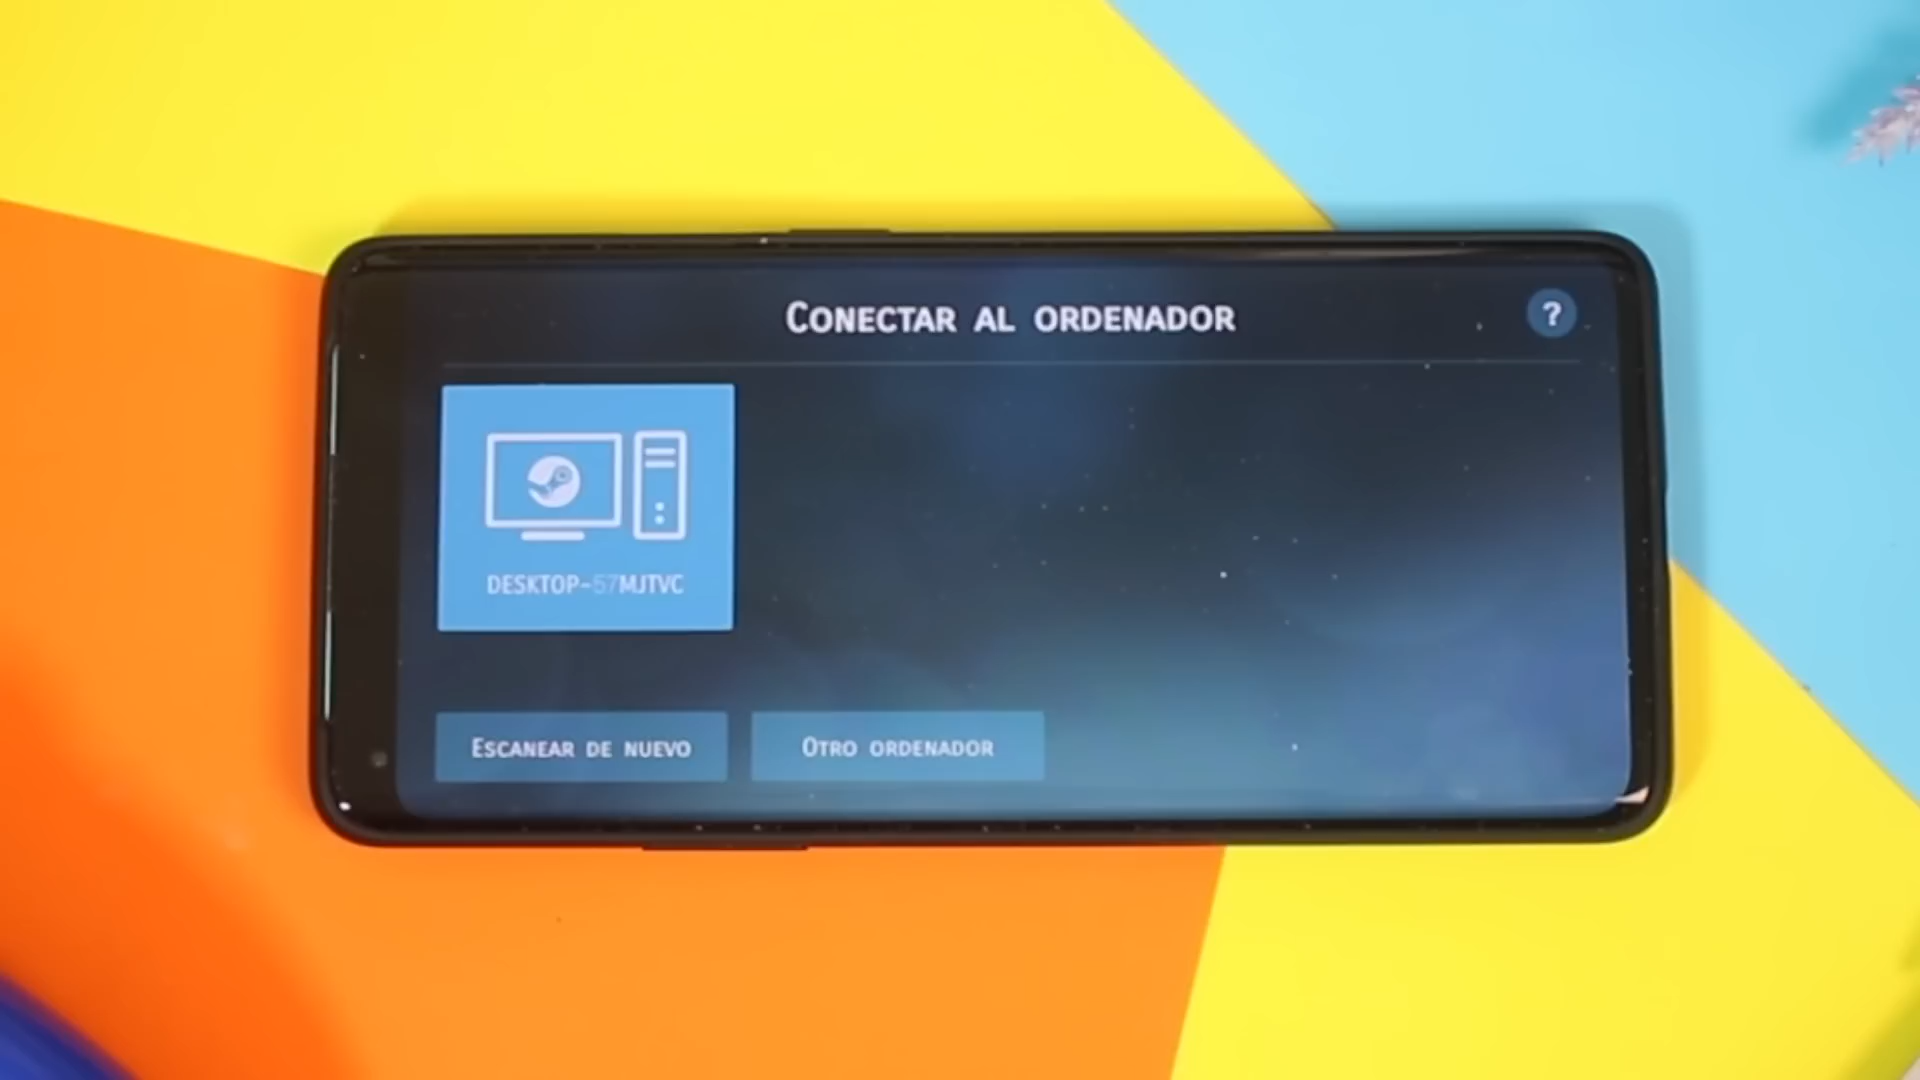 Conectar al ordenador
?
DESKTOP-57MJTVC
Escanear de nuevo
Otro ordenador